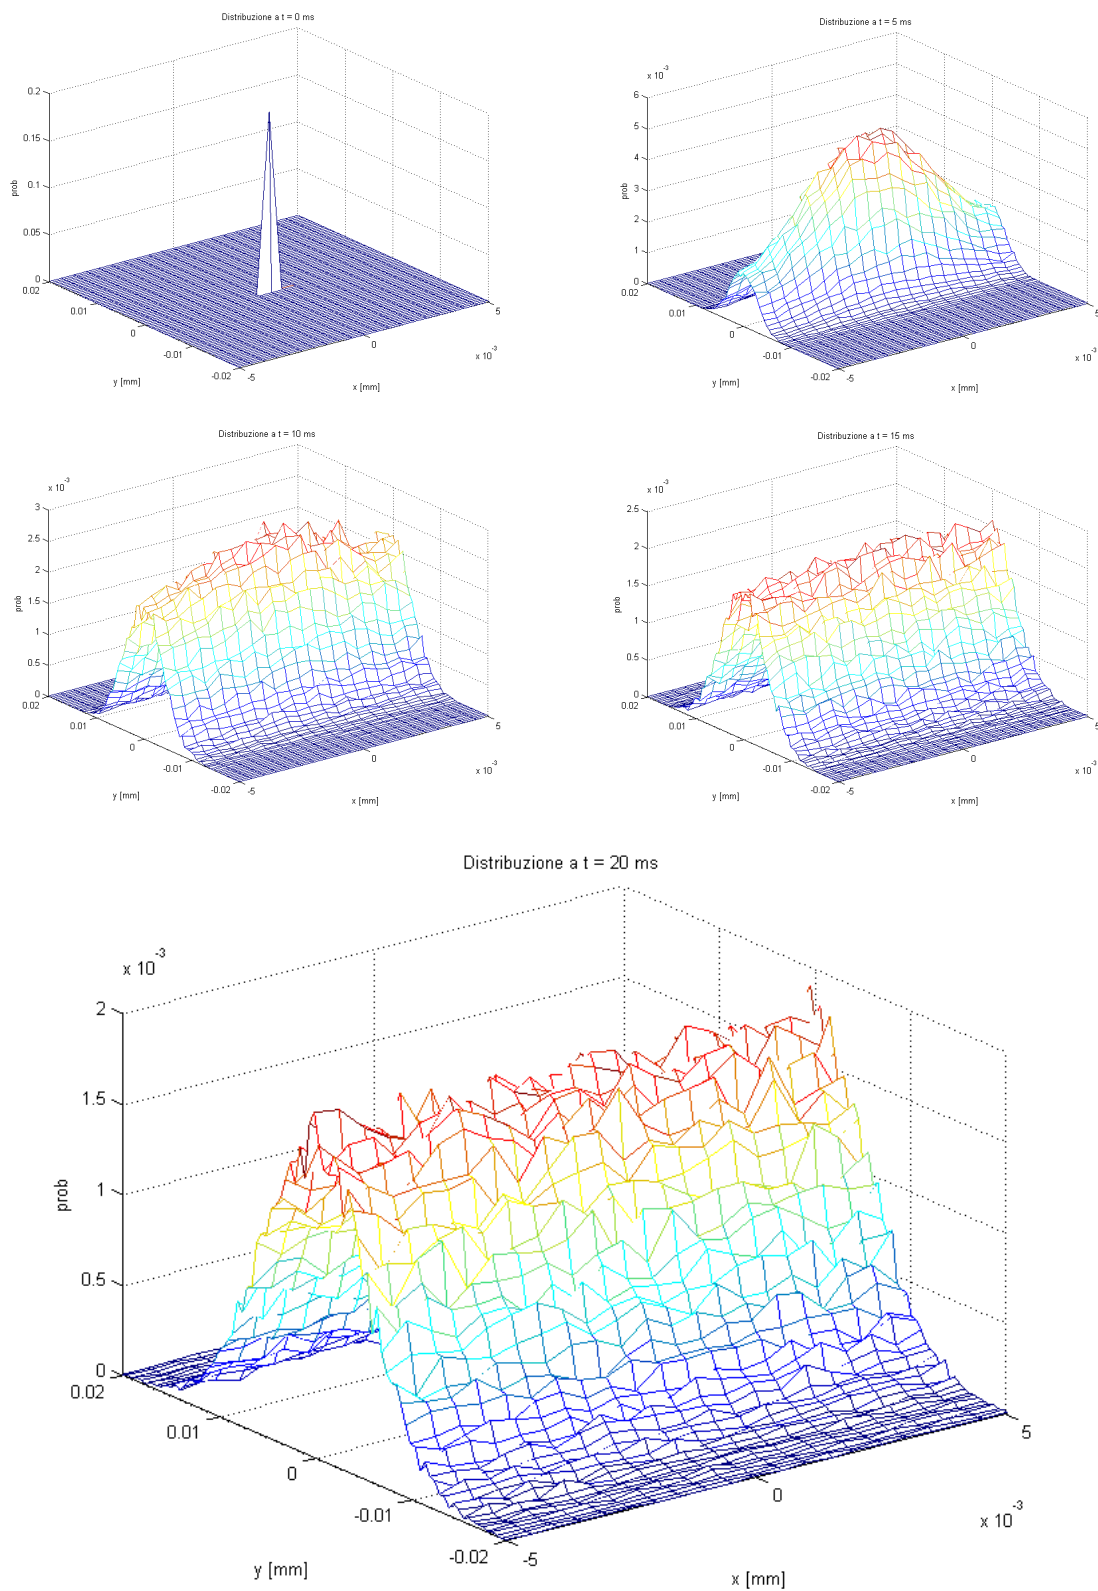 Distribuzione a t = 0 ms
0.2
0.15
0.1
0.05
0
prob
0.02
0.01
0
-0.01
-0.02
y [mm]
-5
0
5
x 10^-3
x [mm]
Distribuzione a t = 5 ms
x 10^-3
6
5
4
3
2
1
0
prob
0.02
0.01
0
-0.01
-0.02
y [mm]
-5
0
5
x 10^-3
x [mm]
Distribuzione a t = 10 ms
x 10^-3
3
2.5
2
1.5
1
0.5
0
prob
0.02
0.01
0
-0.01
-0.02
y [mm]
-5
0
5
x 10^-3
x [mm]
Distribuzione a t = 15 ms
x 10^-3
2.5
2
1.5
1
0.5
0
prob
0.02
0.01
0
-0.01
-0.02
y [mm]
-5
0
5
x 10^-3
x [mm]
Distribuzione a t = 20 ms
x 10^-3
2
1.5
1
0.5
0
prob
0.02
0.01
0
-0.01
-0.02
y [mm]
-5
0
5
x 10^-3
x [mm]